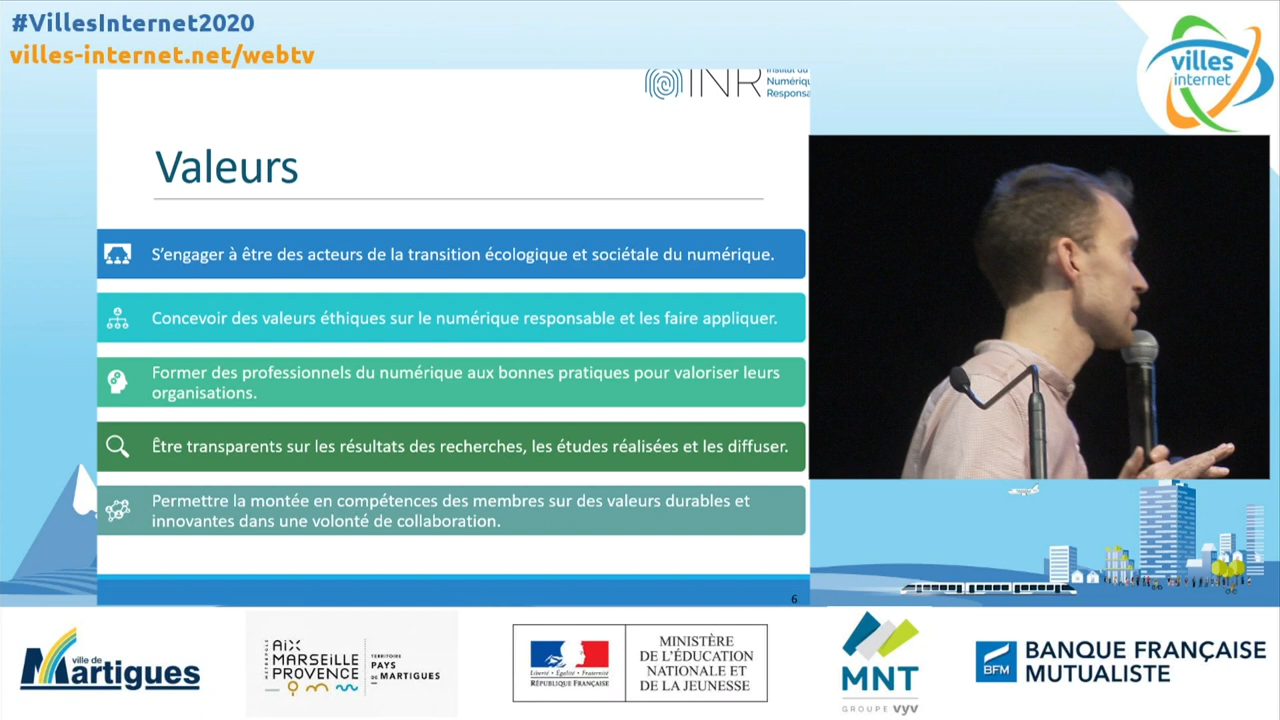 #VillesInternet2020
villes-internet.net/webtv
villes
internet
INR
Institut du
Numérique
Responsa
Valeurs
S'engager à être des acteurs de la transition écologique et sociétale du numérique.
Concevoir des valeurs éthiques sur le numérique responsable et les faire appliquer.
Former des professionnels du numérique aux bonnes pratiques pour valoriser leurs
organisations.
Être transparents sur les résultats des recherches, les études réalisées et les diffuser.
Permettre la montée en compétences des membres sur des valeurs durables et
innovantes dans une volonté de collaboration.
6
ville de
Martigues
MÉTROPOLE
AIX
MARSEILLE
PROVENCE
TERRITOIRE
PAYS
DE MARTIGUES
Liberté • Égalité • Fraternité
RÉPUBLIQUE FRANÇAISE
MINISTÈRE
DE L'ÉDUCATION
NATIONALE ET
DE LA JEUNESSE
MNT
GROUPE vyv
BFM
BANQUE FRANÇAISE
MUTUALISTE